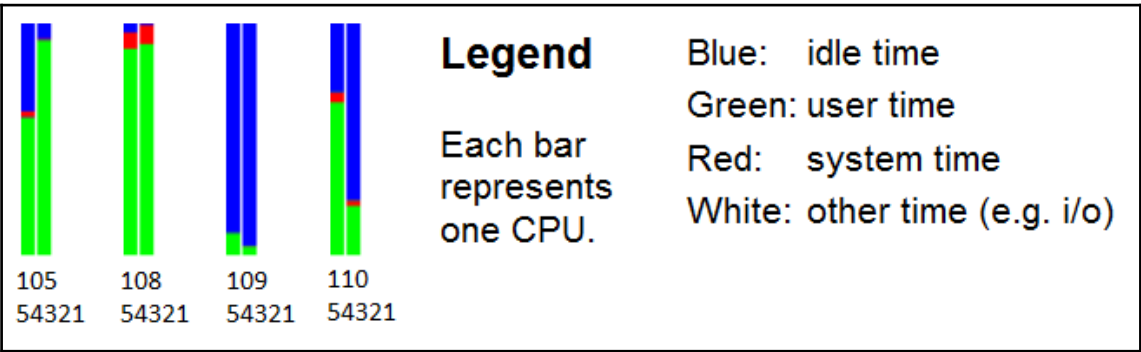 Legend
Each bar
represents
one CPU.
Blue: idle time
Green: user time
Red: system time
White: other time (e.g. i/o)
105 108 109 110
54321 54321 54321 54321